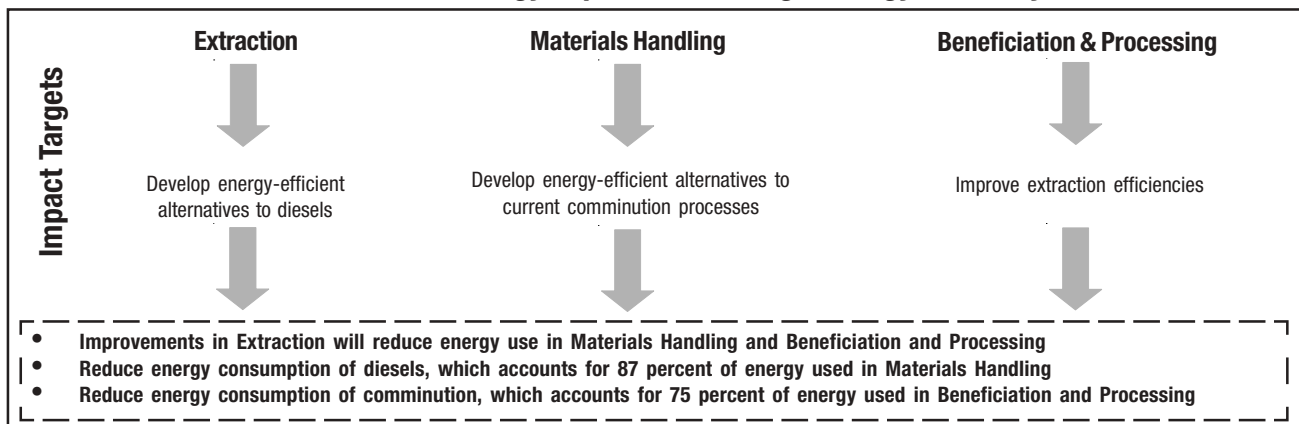 Extraction
Materials Handling
Beneficiation & Processing
Impact Targets
Develop energy-efficient
alternatives to diesels
Develop energy-efficient alternatives to
current comminution processes
Improve extraction efficiencies
• Improvements in Extraction will reduce energy use in Materials Handling and Beneficiation and Processing
• Reduce energy consumption of diesels, which accounts for 87 percent of energy used in Materials Handling
• Reduce energy consumption of comminution, which accounts for 75 percent of energy used in Beneficiation and Processing